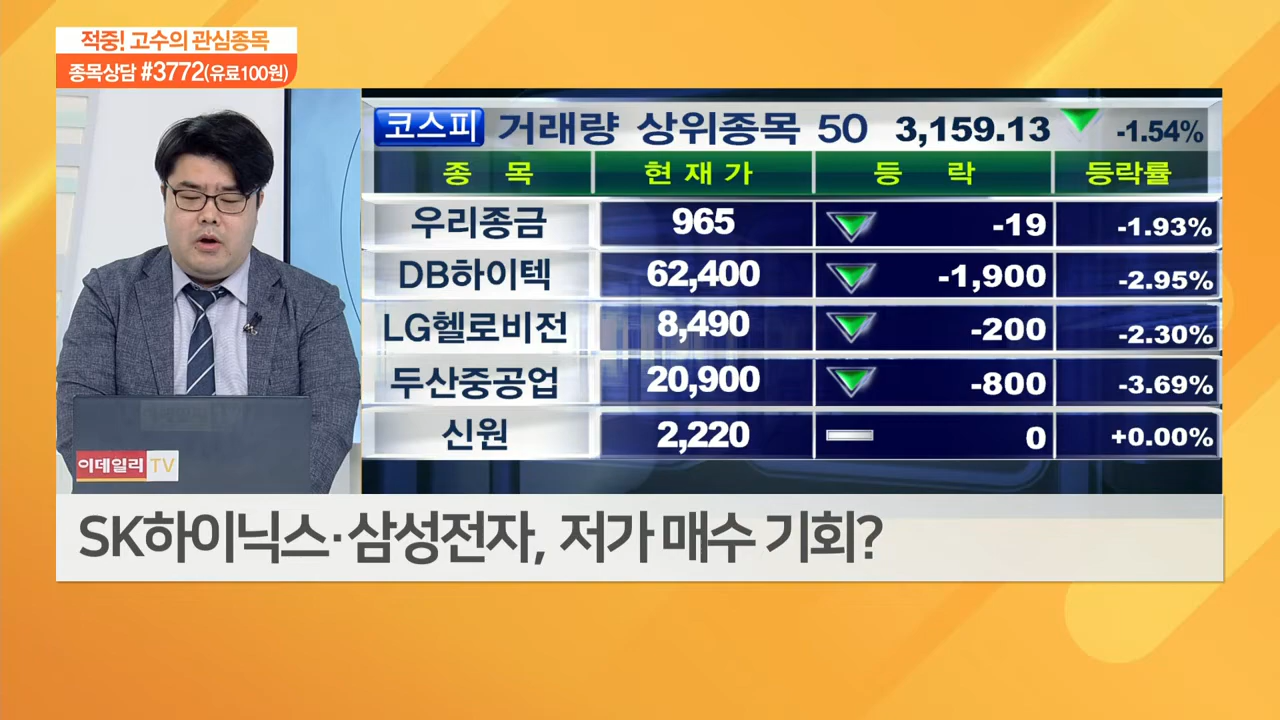 적중! 고수의 관심종목
종목상담 #3772(유료100원)
코스피 거래량 상위종목 50 3,159.13 -1.54%
종 목 현 재 가 등 락 등락률
우리종금 965 -19 -1.93%
DB하이텍 62,400 -1,900 -2.95%
LG헬로비전 8,490 -200 -2.30%
두산중공업 20,900 -800 -3.69%
신원 2,220 0 +0.00%
이데일리 TV
SK하이닉스·삼성전자, 저가 매수 기회?